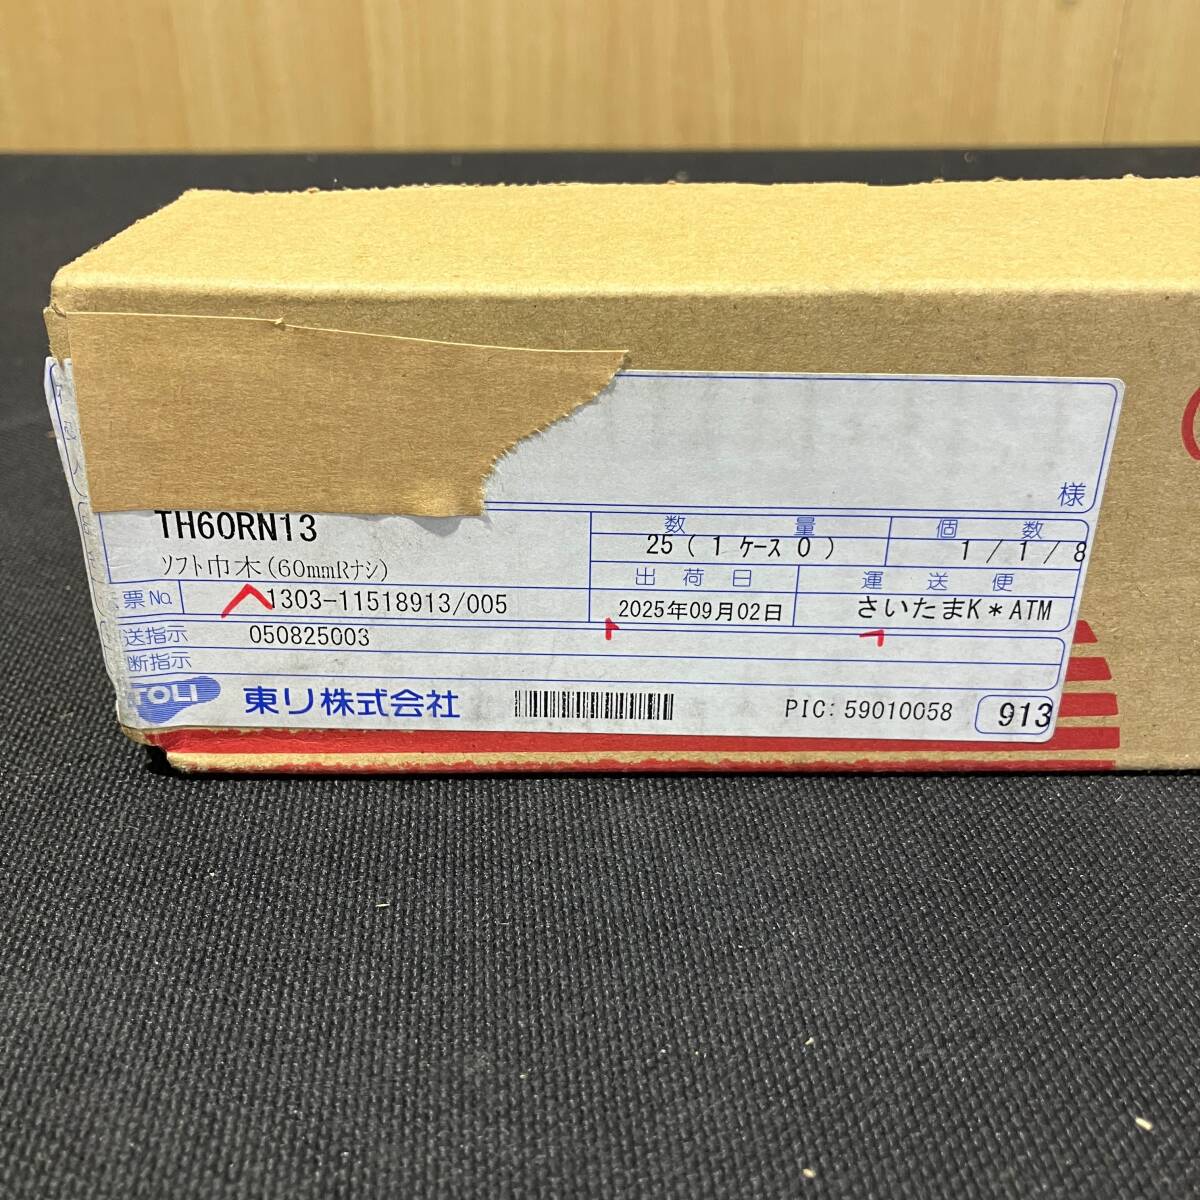 様
TH60RN13
ソフト巾木(60mmRナシ)
数量 個数
25(1 ケース 0) 1/1/8
出荷日 運送便
票No. 1303-11518913/005
2025年09月02日 さいたまK*ATM
送指示 050825003
断指示
TOLI 東リ株式会社 PIC: 59010058 913